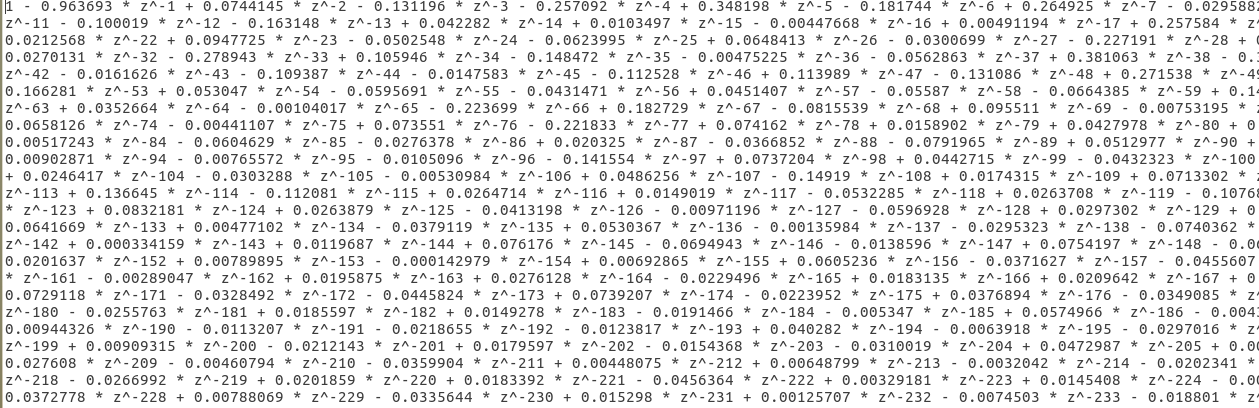 1 - 0.963693 * z^-1 + 0.0744145 * z^-2 - 0.131196 * z^-3 - 0.257092 * z^-4 + 0.348198 * z^-5 - 0.181744 * z^-6 + 0.264925 * z^-7 - 0.029588
z^-11 - 0.100019 * z^-12 - 0.163148 * z^-13 + 0.042282 * z^-14 + 0.0103497 * z^-15 - 0.00447668 * z^-16 + 0.00491194 * z^-17 + 0.257584 * z
0.0212568 * z^-22 + 0.0947725 * z^-23 - 0.0502548 * z^-24 - 0.0623995 * z^-25 + 0.0648413 * z^-26 - 0.0300699 * z^-27 - 0.227191 * z^-28 +
0.0270131 * z^-32 - 0.278943 * z^-33 + 0.105946 * z^-34 - 0.148472 * z^-35 - 0.00475225 * z^-36 - 0.0562863 * z^-37 + 0.381063 * z^-38 - 0.
z^-42 - 0.0161626 * z^-43 - 0.109387 * z^-44 - 0.0147583 * z^-45 - 0.112528 * z^-46 + 0.113989 * z^-47 - 0.131086 * z^-48 + 0.271538 * z^-4
0.166281 * z^-53 + 0.053047 * z^-54 - 0.0595691 * z^-55 - 0.0431471 * z^-56 + 0.0451407 * z^-57 - 0.05587 * z^-58 - 0.0664385 * z^-59 + 0.1
z^-63 + 0.0352664 * z^-64 - 0.00104017 * z^-65 - 0.223699 * z^-66 + 0.182729 * z^-67 - 0.0815539 * z^-68 + 0.095511 * z^-69 - 0.00753195 *
0.0658126 * z^-74 - 0.00441107 * z^-75 + 0.073551 * z^-76 - 0.221833 * z^-77 + 0.074162 * z^-78 + 0.0158902 * z^-79 + 0.0427978 * z^-80 + 0
0.00517243 * z^-84 - 0.0604629 * z^-85 - 0.0276378 * z^-86 + 0.020325 * z^-87 - 0.0366852 * z^-88 - 0.0791965 * z^-89 + 0.0512977 * z^-90 +
0.00902871 * z^-94 - 0.00765572 * z^-95 - 0.0105096 * z^-96 - 0.141554 * z^-97 + 0.0737204 * z^-98 + 0.0442715 * z^-99 - 0.0432323 * z^-100
+ 0.0246417 * z^-104 - 0.0303288 * z^-105 - 0.00530984 * z^-106 + 0.0486256 * z^-107 - 0.14919 * z^-108 + 0.0174315 * z^-109 + 0.0713302 * z
z^-113 + 0.136645 * z^-114 - 0.112081 * z^-115 + 0.0264714 * z^-116 + 0.0149019 * z^-117 - 0.0532285 * z^-118 + 0.0263708 * z^-119 - 0.1076
* z^-123 + 0.0832181 * z^-124 + 0.0263879 * z^-125 - 0.0413198 * z^-126 - 0.00971196 * z^-127 - 0.0596928 * z^-128 + 0.0297302 * z^-129 + 0
0.0641669 * z^-133 + 0.00477102 * z^-134 - 0.0379119 * z^-135 + 0.0530367 * z^-136 - 0.00135984 * z^-137 - 0.0295323 * z^-138 - 0.0740362 *
z^-142 + 0.000334159 * z^-143 + 0.0119687 * z^-144 + 0.076176 * z^-145 - 0.0694943 * z^-146 - 0.0138596 * z^-147 + 0.0754197 * z^-148 - 0.0
0.0201637 * z^-152 + 0.00789895 * z^-153 - 0.000142979 * z^-154 + 0.00692865 * z^-155 + 0.0605236 * z^-156 - 0.0371627 * z^-157 - 0.0455607
* z^-161 - 0.00289047 * z^-162 + 0.0195875 * z^-163 + 0.0276128 * z^-164 - 0.0229496 * z^-165 + 0.0183135 * z^-166 + 0.0209642 * z^-167 + 0
0.0729118 * z^-171 - 0.0328492 * z^-172 - 0.0445824 * z^-173 + 0.0739207 * z^-174 - 0.0223952 * z^-175 + 0.0376894 * z^-176 - 0.0349085 * z
z^-180 - 0.0255763 * z^-181 + 0.0185597 * z^-182 + 0.0149278 * z^-183 - 0.0191466 * z^-184 - 0.005347 * z^-185 + 0.0574966 * z^-186 - 0.004
0.00944326 * z^-190 - 0.0113207 * z^-191 - 0.0218655 * z^-192 - 0.0123817 * z^-193 + 0.040282 * z^-194 - 0.0063918 * z^-195 - 0.0297016 * z
z^-199 + 0.00909315 * z^-200 - 0.0212143 * z^-201 + 0.0179597 * z^-202 - 0.0154368 * z^-203 - 0.0310019 * z^-204 + 0.0472987 * z^-205 + 0.00
0.027608 * z^-209 - 0.00460794 * z^-210 - 0.0359904 * z^-211 + 0.00448075 * z^-212 + 0.00648799 * z^-213 - 0.0032042 * z^-214 - 0.0202341 *
z^-218 - 0.0266992 * z^-219 + 0.0201859 * z^-220 + 0.0183392 * z^-221 - 0.0456364 * z^-222 + 0.00329181 * z^-223 + 0.0145408 * z^-224 - 0.00
0.0372778 * z^-228 + 0.00788069 * z^-229 - 0.0335644 * z^-230 + 0.015298 * z^-231 + 0.00125707 * z^-232 - 0.0074503 * z^-233 - 0.018801 * z